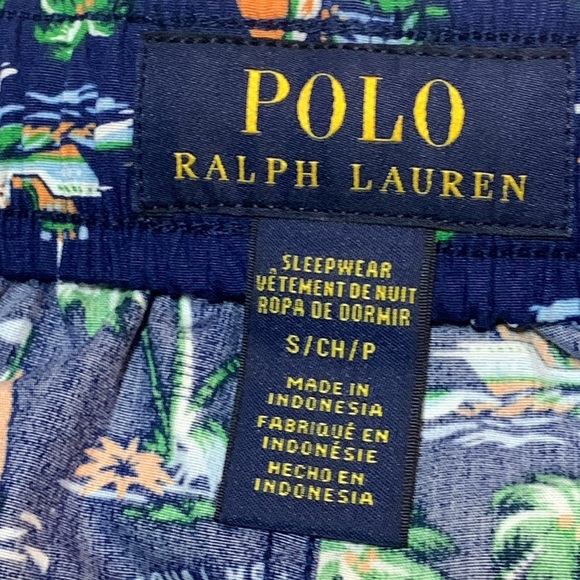 POLO
RALPH LAUREN
SLEEPWEAR
VÊTEMENT DE NUIT
ROPA DE DORMIR
S/CH/P
MADE IN
INDONESIA
FABRIQUÉ EN
INDONÉSIE
HECHO EN
INDONESIA